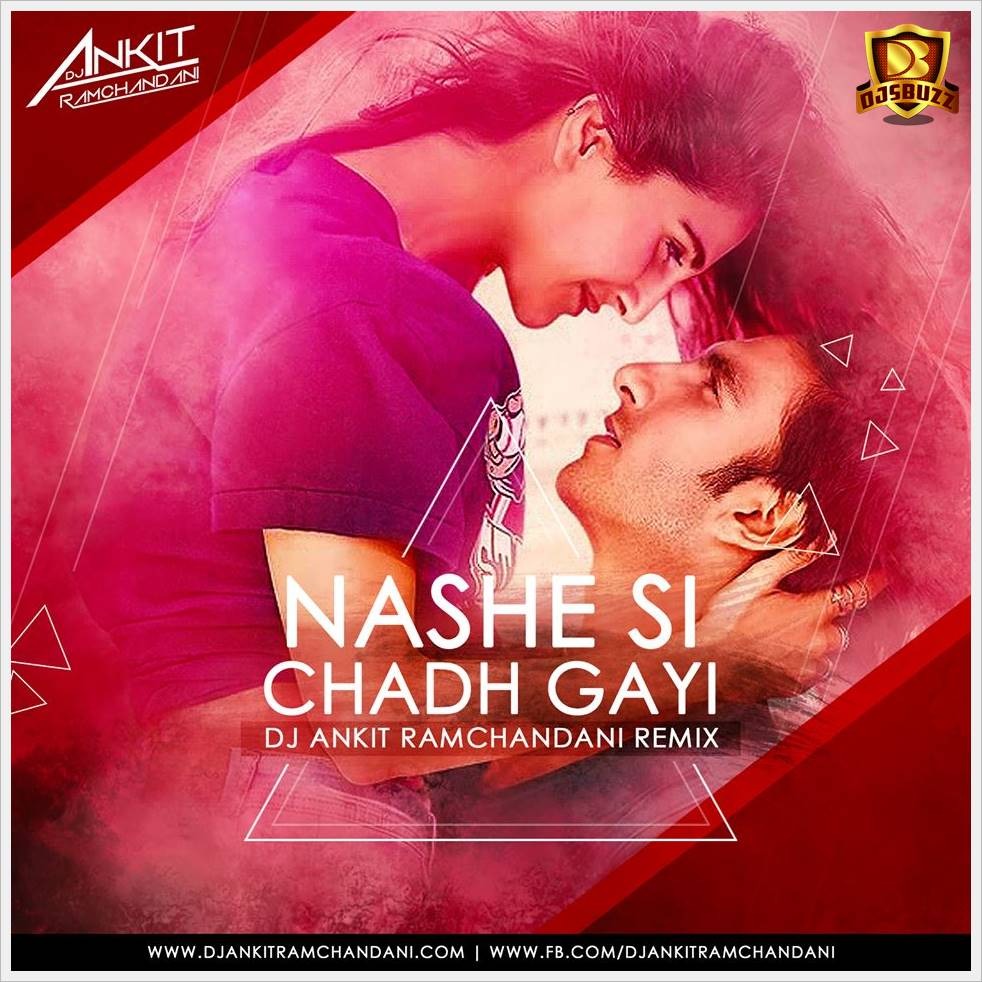 DJ ANKIT
RAMCHANDANI
DJSBUZZ
NASHE SI
CHADH GAYI
DJ ANKIT RAMCHANDANI REMIX
WWW.DJANKITRAMCHANDANI.COM | WWW.FB.COM/DJANKITRAMCHANDANI